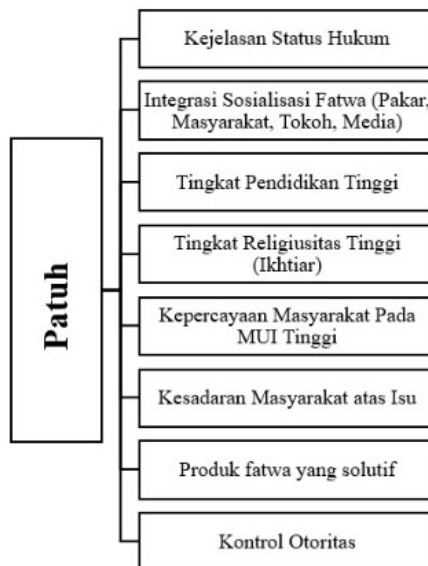 Patuh
Kejelasan Status Hukum
Integrasi Sosialisasi Fatwa (Pakar,
Masyarakat, Tokoh, Media)
Tingkat Pendidikan Tinggi
Tingkat Religiusitas Tinggi
(Ikhtiar)
Kepercayaan Masyarakat Pada
MUI Tinggi
Kesadaran Masyarakat atas Isu
Produk fatwa yang solutif
Kontrol Otoritas